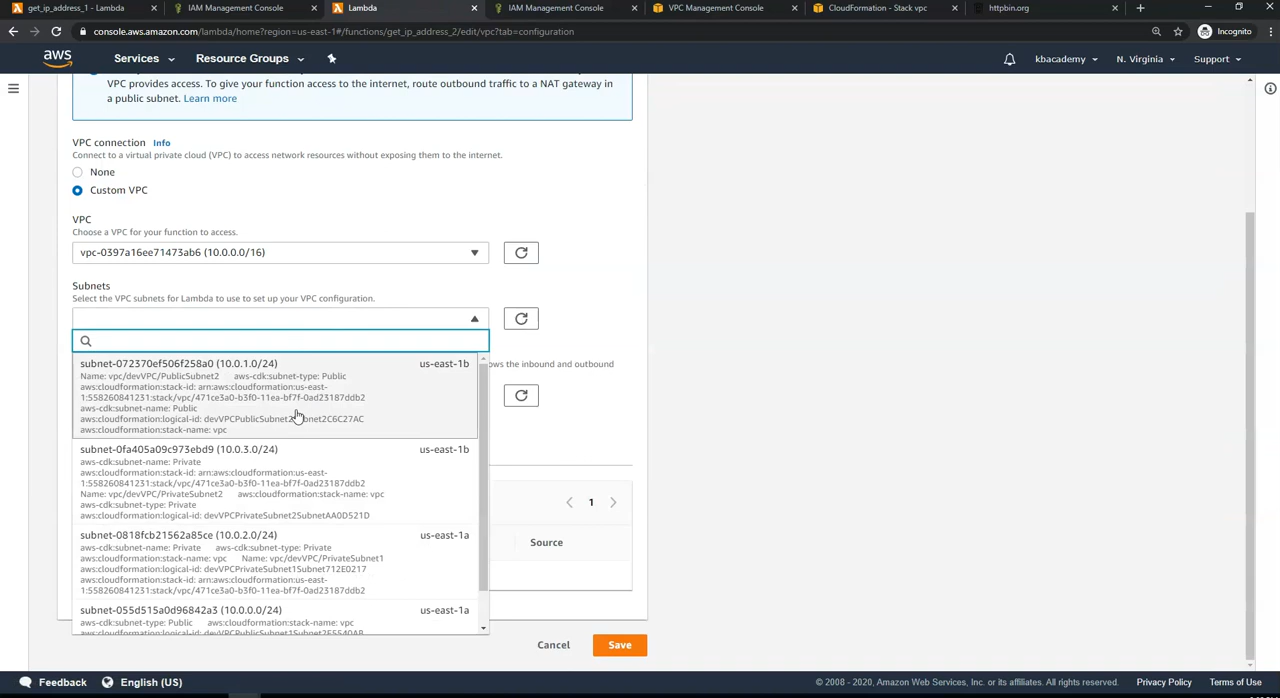 get_ip_address_1 - Lambda
IAM Management Console
Lambda
IAM Management Console
VPC Management Console
CloudFormation - Stack vpc
httpbin.org
console.aws.amazon.com/lambda/home?region=us-east-1#/functions/get_ip_address_2/edit/vpc?tab=configuration
Incognito
aws
Services
Resource Groups
kbacademy
N. Virginia
Support
VPC provides access. To give your function access to the internet, route outbound traffic to a NAT gateway in
a public subnet. Learn more
VPC connection Info
Connect to a virtual private cloud (VPC) to access network resources without exposing them to the internet.
None
Custom VPC
VPC
Choose a VPC for your function to access.
vpc-0397a16ee71473ab6 (10.0.0.0/16)
Subnets
Select the VPC subnets for Lambda to use to set up your VPC configuration.
subnet-072370ef506f258a0 (10.0.1.0/24) us-east-1b
Name: vpc/devVPC/PublicSubnet2 aws-cdk:subnet-type: Public
aws:cloudformation:stack-id: arn:aws:cloudformation:us-east-
1:558260841231:stack/vpc/471ce3a0-b3f0-11ea-bf7f-0ad23187ddb2
aws-cdk:subnet-name: Public
aws:cloudformation:logical-id:
aws:cloudformation:stack-name: vpc
ows the inbound and outbound
subnet-0fa405a09c973ebd9 (10.0.3.0/24) us-east-1b
aws-cdk:subnet-name: Private
aws:cloudformation:stack-id: arn:aws:cloudformation:us-east-
1:558260841231:stack/vpc/471ce3a0-b3f0-11ea-bf7f-0ad23187ddb2
Name: vpc/devVPC/PrivateSubnet2 aws:cloudformation:stack-name: vpc
aws-cdk:subnet-type: Private
aws:cloudformation:logical-id: devVPCPrivateSubnet2SubnetAA0D521D
1
Source
subnet-0818fcb21562a85ce (10.0.2.0/24) us-east-1a
aws-cdk:subnet-name: Private aws-cdk:subnet-type: Private
aws:cloudformation:stack-name: vpc Name: vpc/devVPC/PrivateSubnet1
aws:cloudformation:logical-id: devVPCPrivateSubnet1Subnet712E0217
aws:cloudformation:stack-id: arn:aws:cloudformation:us-east-
1:558260841231:stack/vpc/471ce3a0-b3f0-11ea-bf7f-0ad23187ddb2
subnet-055d515a0d96842a3 (10.0.0.0/24) us-east-1a
aws-cdk:subnet-type: Public aws:cloudformation:stack-name: vpc
Cancel
Save
Feedback
English (US)
© 2008 - 2020, Amazon Web Services, Inc. or its affiliates. All rights reserved.
Privacy Policy
Terms of Use